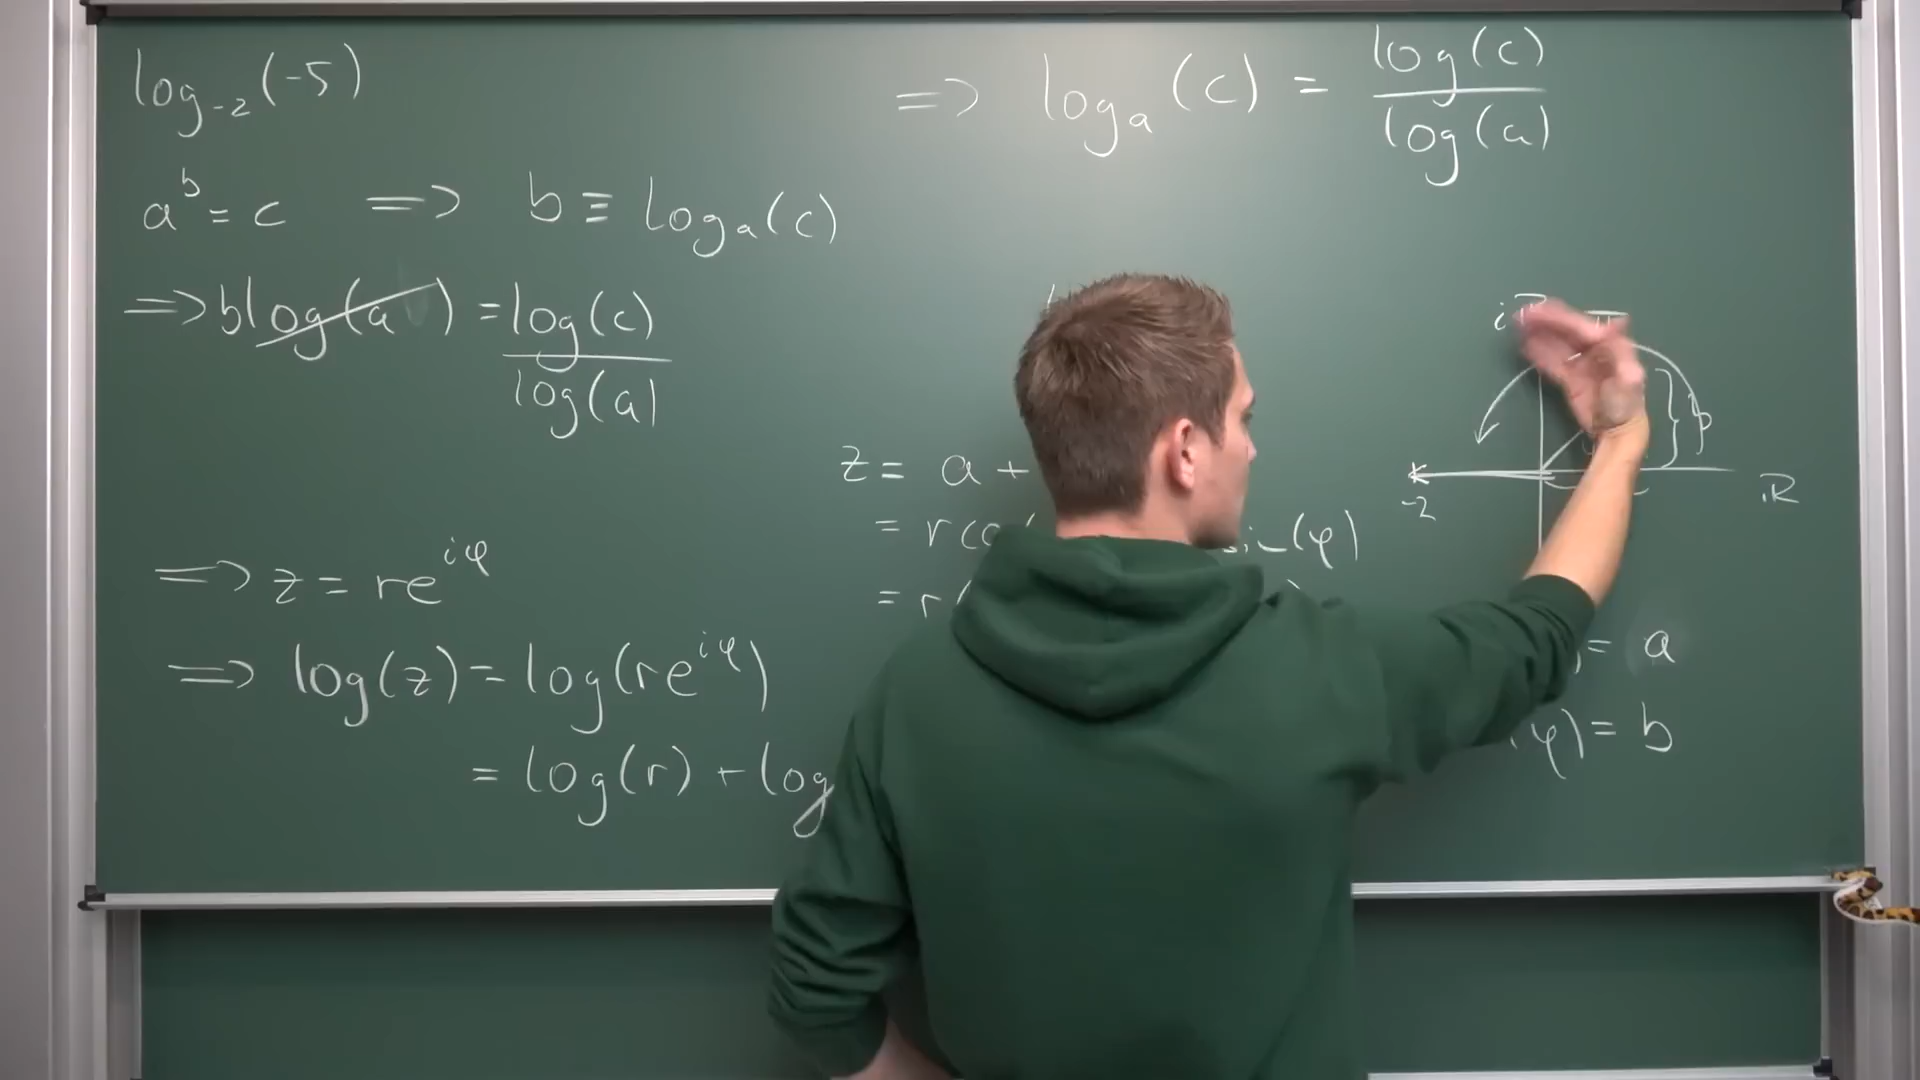 log₋₂(-5)
=> logₐ(c) = log(c) / log(a)
aᵇ = c => b ≡ logₐ(c)
=> b log(a) = log(c) / log(a)
iR
π
b
-2
R
z = a +
= r sin(φ)
= r(
=> z = re^{iφ}
=> log(z) = log(re^{iφ})
= log(r) + log
= a
(φ) = b